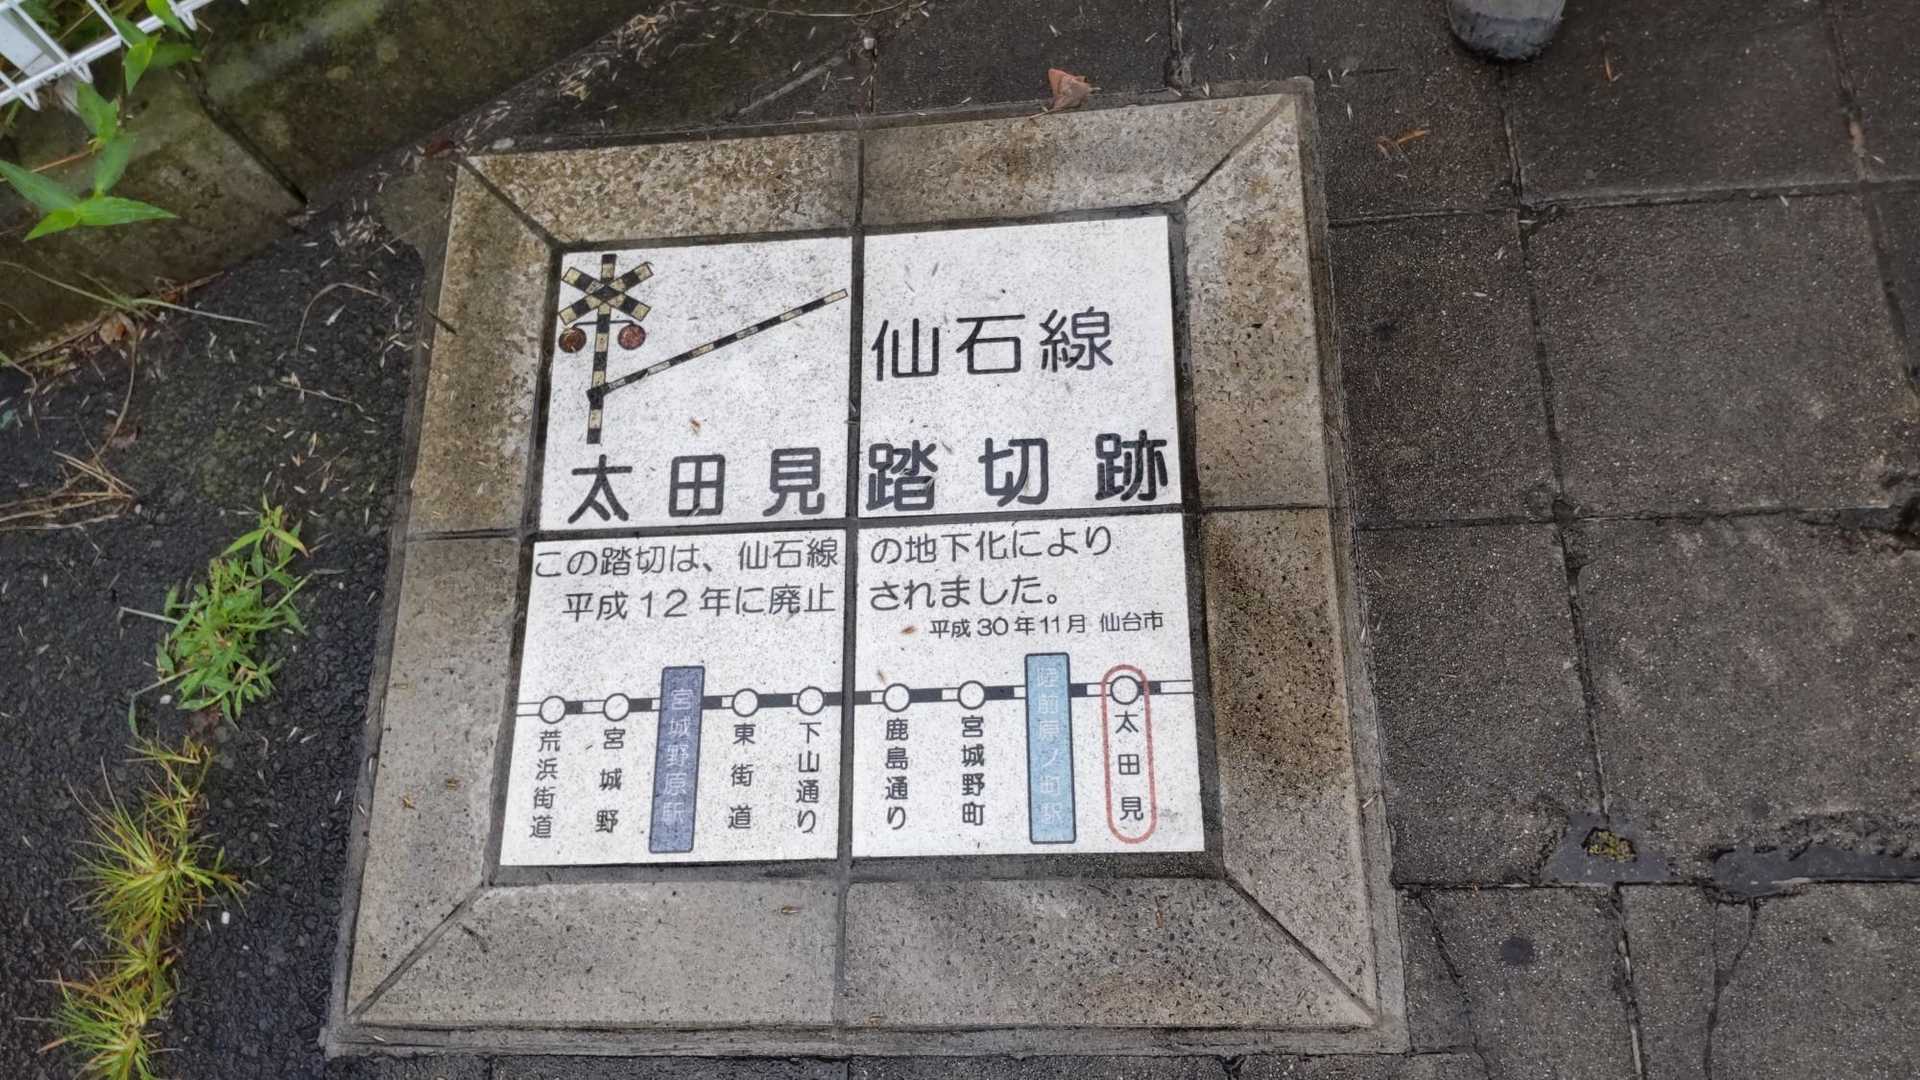 仙石線
太田見踏切跡
この踏切は、仙石線の地下化により
平成12年に廃止されました。
平成30年11月 仙台市
荒浜街道
宮城野
宮城野原駅
東街道
下山通り
鹿島通り
宮城野町
陸前原ノ町駅
太田見